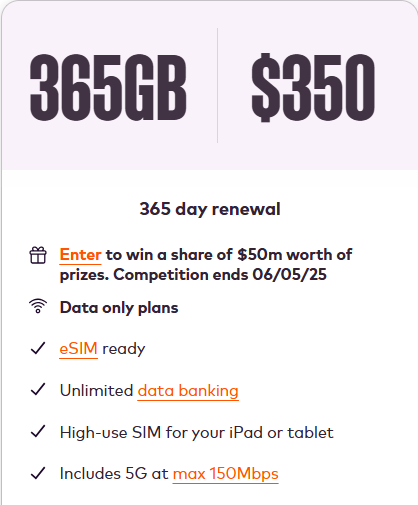 365GB
$350
365 day renewal
Enter to win a share of $50m worth of
prizes. Competition ends 06/05/25
Data only plans
eSIM ready
Unlimited data banking
High-use SIM for your iPad or tablet
Includes 5G at max 150Mbps